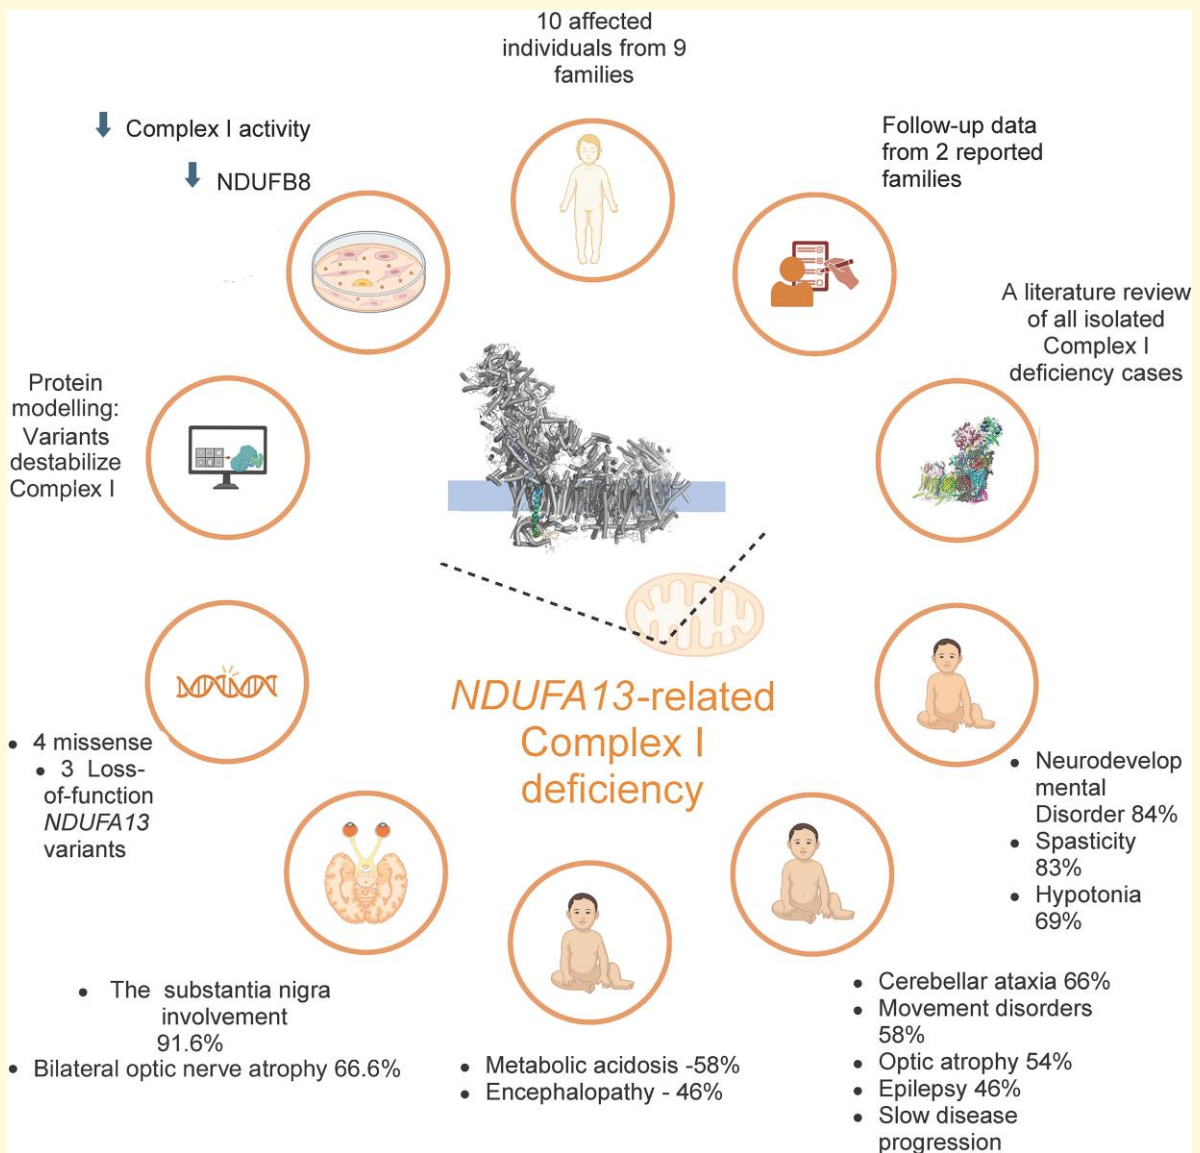 10 affected
individuals from 9
families
Follow-up data
from 2 reported
families
A literature review
of all isolated
Complex I
deficiency cases
• Neurodevelop
mental
Disorder 84%
• Spasticity
83%
• Hypotonia
69%
• Cerebellar ataxia 66%
• Movement disorders
58%
• Optic atrophy 54%
• Epilepsy 46%
• Slow disease
progression
• Metabolic acidosis -58%
• Encephalopathy - 46%
• The substantia nigra
involvement
91.6%
• Bilateral optic nerve atrophy 66.6%
• 4 missense
• 3 Loss-
of-function
NDUFA13
variants
Protein
modelling:
Variants
destabilize
Complex I
↓ Complex I activity
↓ NDUFB8
NDUFA13-related
Complex I
deficiency